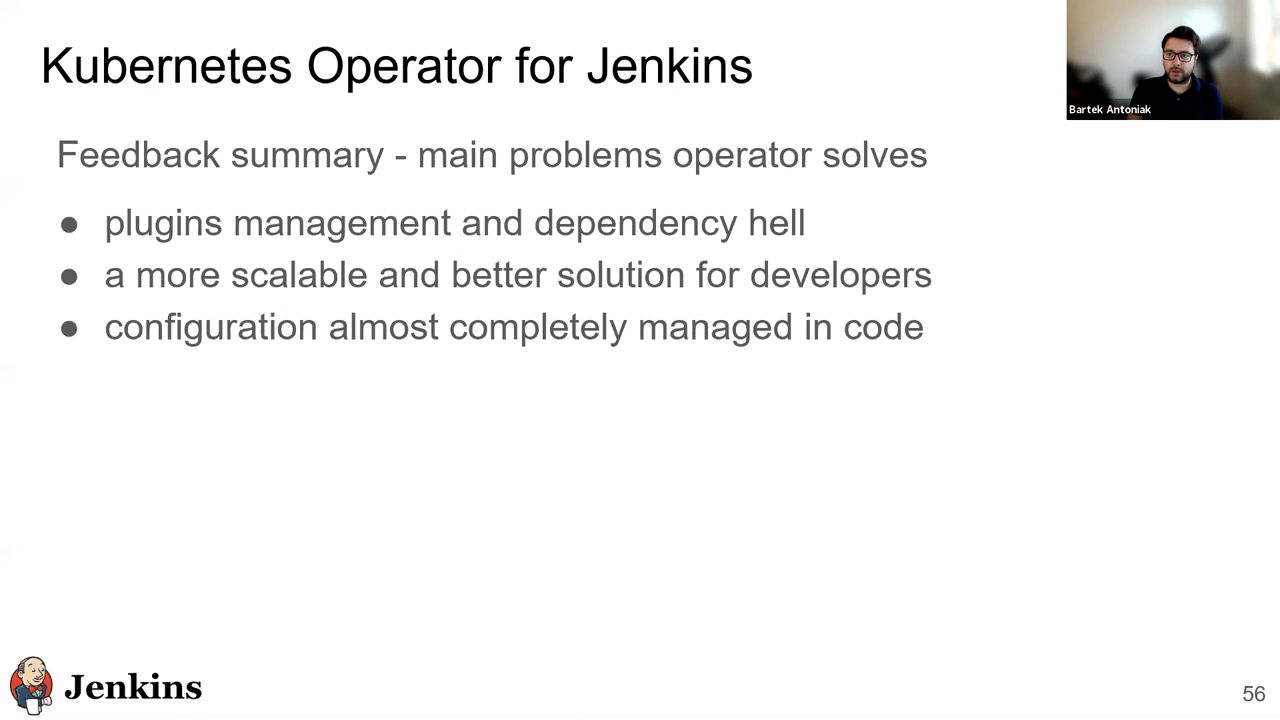 Kubernetes Operator for Jenkins
Bartek Antoniak
Feedback summary - main problems operator solves
● plugins management and dependency hell
● a more scalable and better solution for developers
● configuration almost completely managed in code
Jenkins
56